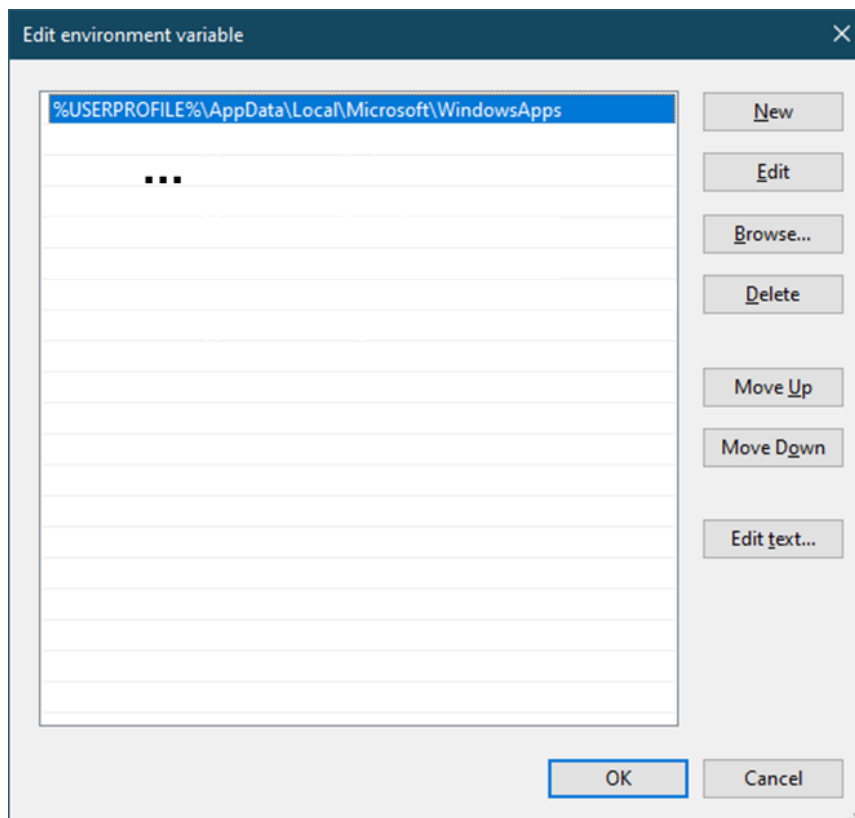 Edit environment variable
%USERPROFILE%\AppData\Local\Microsoft\WindowsApps
...
New
Edit
Browse...
Delete
Move Up
Move Down
Edit text...
OK
Cancel